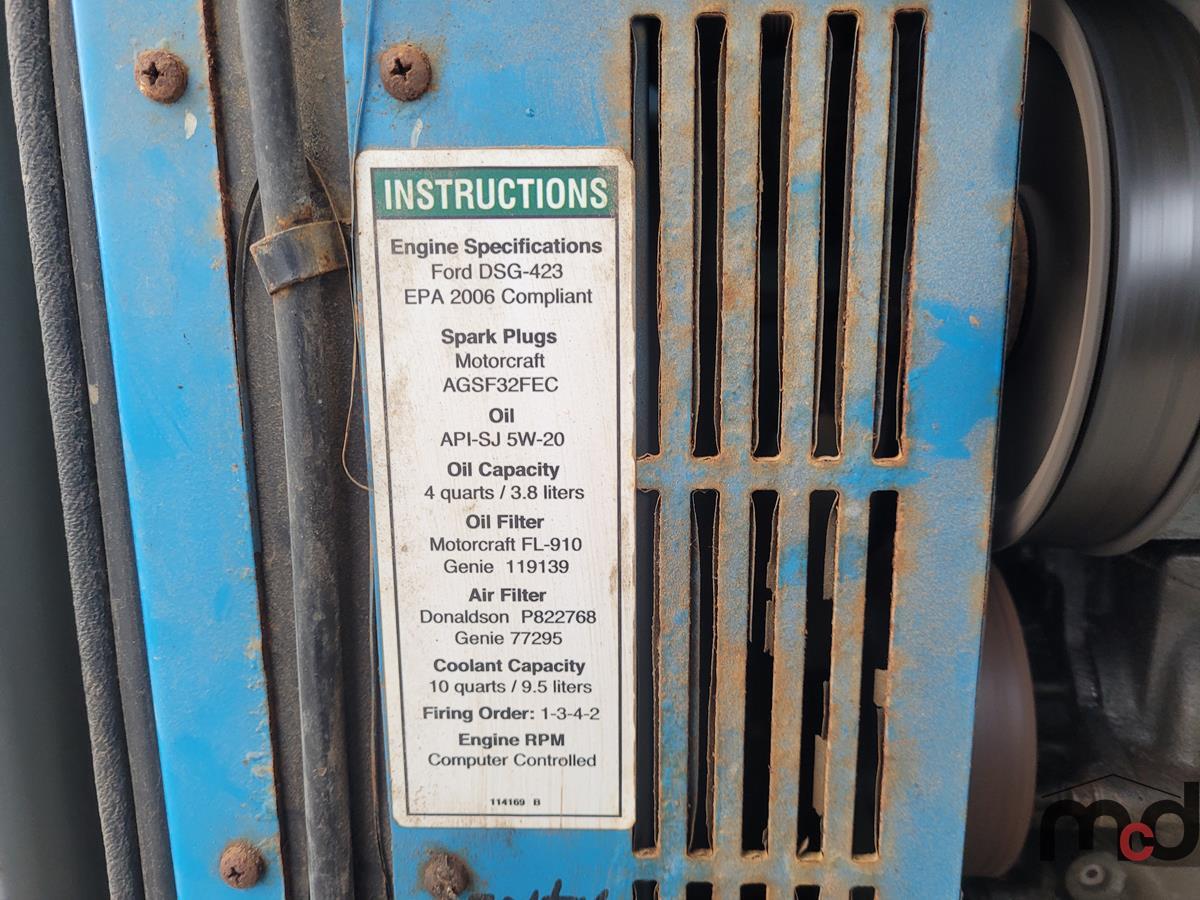 INSTRUCTIONS
Engine Specifications
Ford DSG-423
EPA 2006 Compliant
Spark Plugs
Motorcraft
AGSF32FEC
Oil
API-SJ 5W-20
Oil Capacity
4 quarts / 3.8 liters
Oil Filter
Motorcraft FL-910
Genie 119139
Air Filter
Donaldson P822768
Genie 77295
Coolant Capacity
10 quarts / 9.5 liters
Firing Order: 1-3-4-2
Engine RPM
Computer Controlled
114169 B
mcd